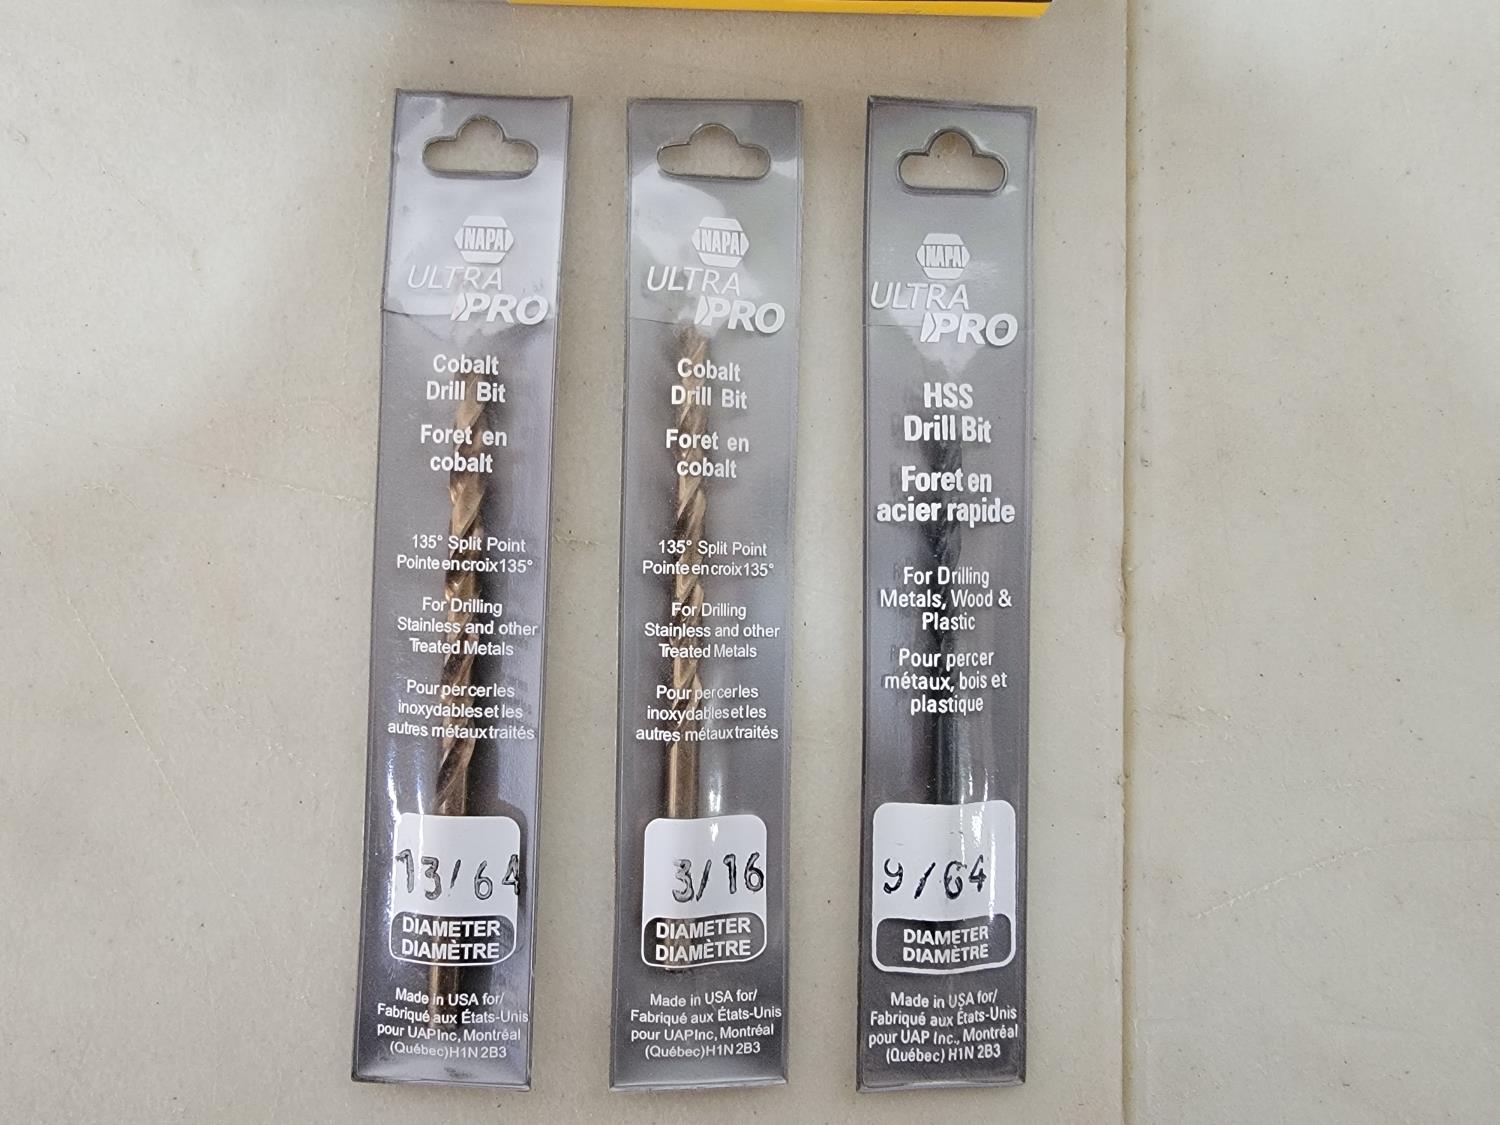 NAPA
ULTRA
PRO
Cobalt
Drill Bit
Foret en
cobalt
135° Split Point
Pointe en croix 135°
For Drilling
Stainless and other
Treated Metals
Pour percer les
inoxydables et les
autres métaux traités
13/64
DIAMETER
DIAMÈTRE
Made in USA for/
Fabriqué aux États-Unis
pour UAP Inc, Montréal
(Québec) H1N 2B3
NAPA
ULTRA
PRO
Cobalt
Drill Bit
Foret en
cobalt
135° Split Point
Pointe en croix 135°
For Drilling
Stainless and other
Treated Metals
Pour percer les
inoxydables et les
autres métaux traités
3/16
DIAMETER
DIAMÈTRE
Made in USA for/
Fabriqué aux États-Unis
pour UAP Inc, Montréal
(Québec) H1N 2B3
NAPA
ULTRA
PRO
HSS
Drill Bit
Foret en
acier rapide
For Drilling
Metals, Wood &
Plastic
Pour percer
métaux, bois et
plastique
9/64
DIAMETER
DIAMÈTRE
Made in USA for/
Fabriqué aux États-Unis
pour UAP Inc., Montréal
(Québec) H1N 2B3